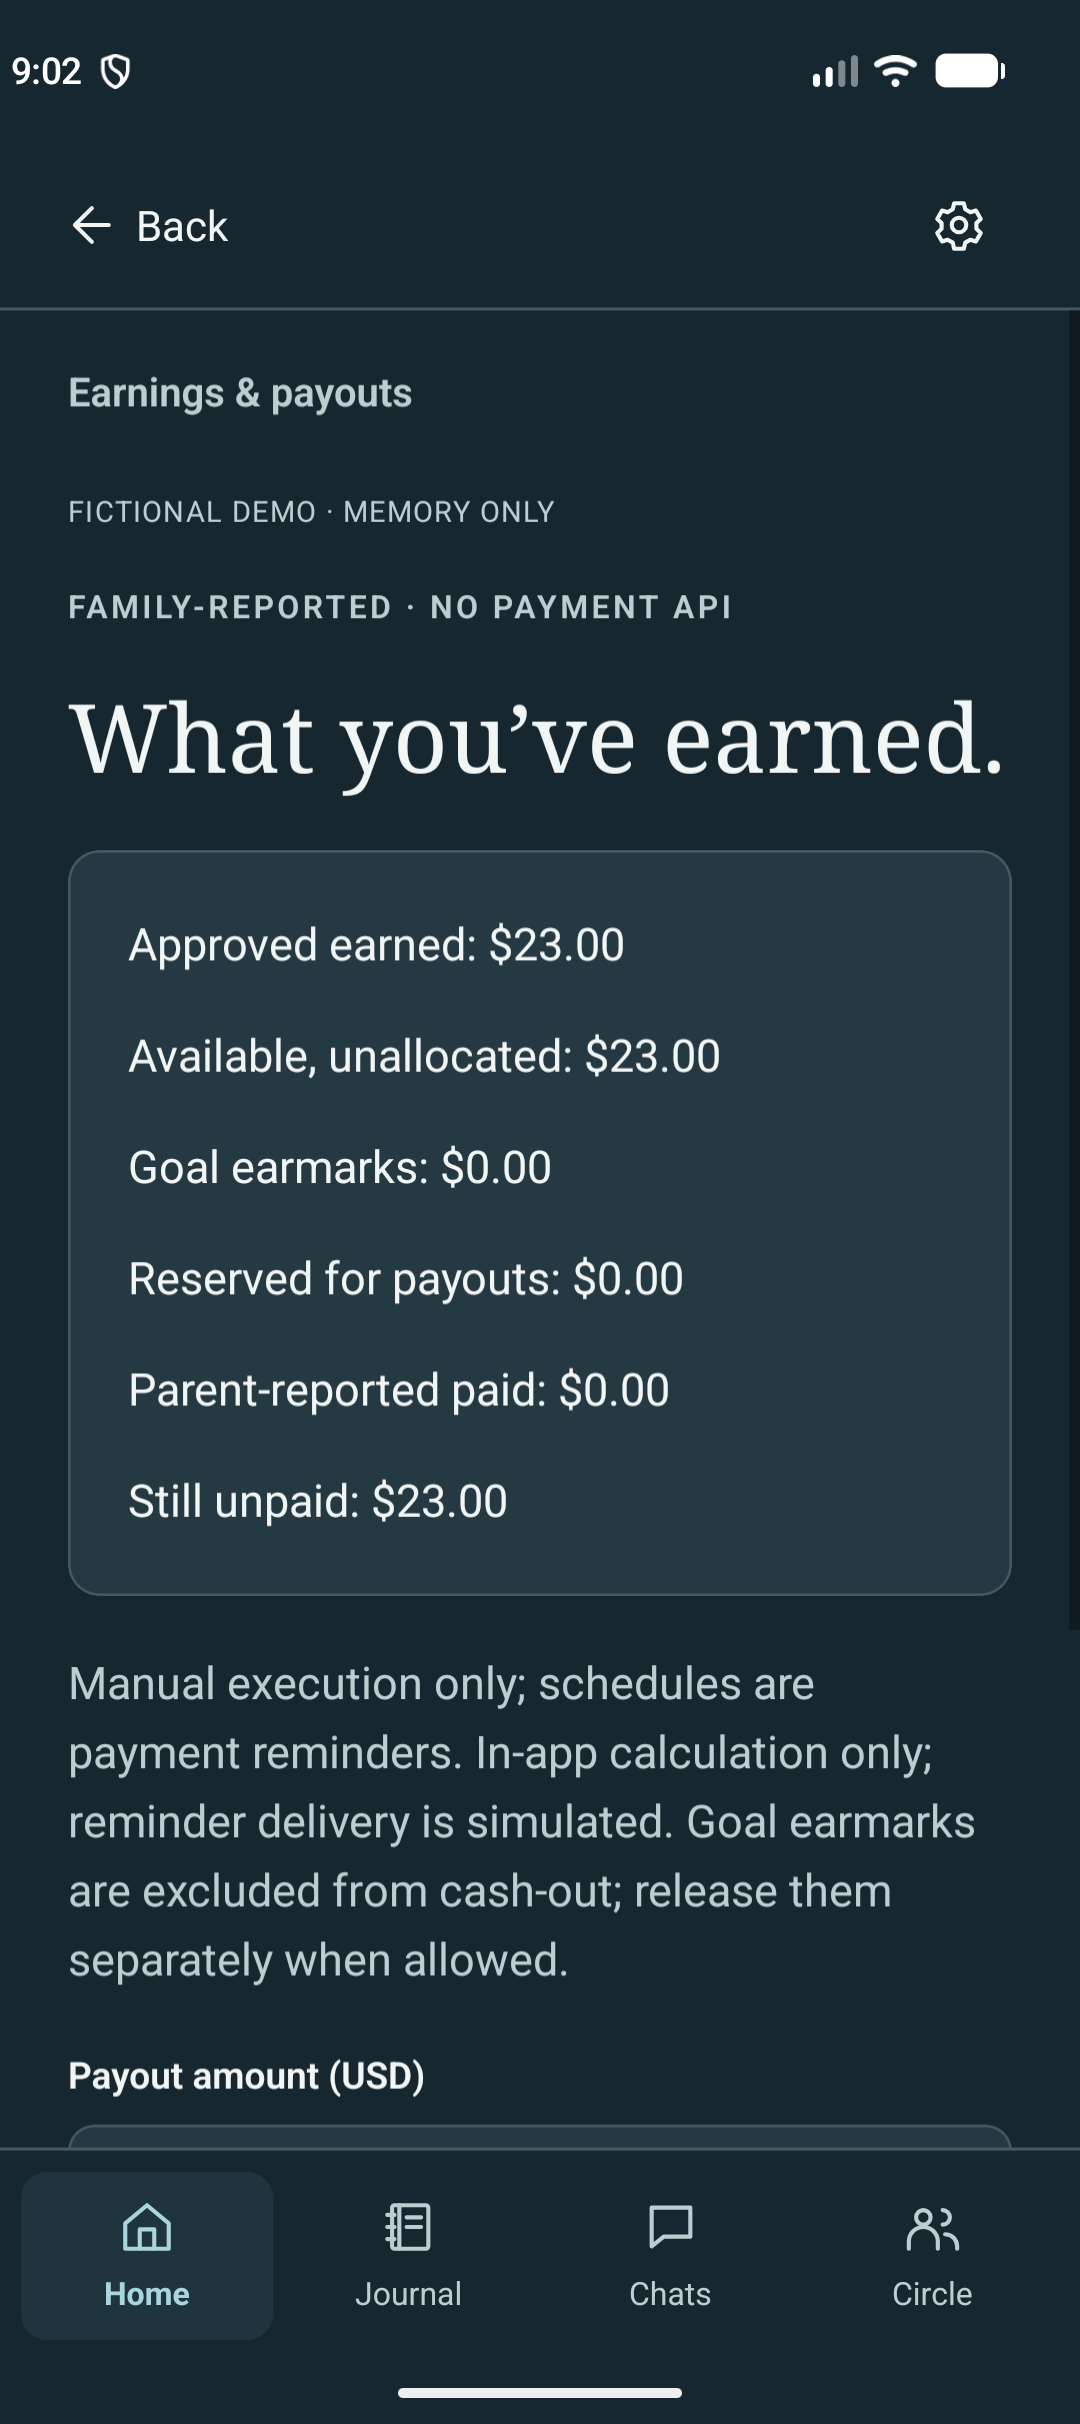 9:02
Back
Earnings & payouts
FICTIONAL DEMO · MEMORY ONLY
FAMILY-REPORTED · NO PAYMENT API
What you’ve earned.
Approved earned: $23.00
Available, unallocated: $23.00
Goal earmarks: $0.00
Reserved for payouts: $0.00
Parent-reported paid: $0.00
Still unpaid: $23.00
Manual execution only; schedules are
payment reminders. In-app calculation only;
reminder delivery is simulated. Goal earmarks
are excluded from cash-out; release them
separately when allowed.
Payout amount (USD)
Home
Journal
Chats
Circle